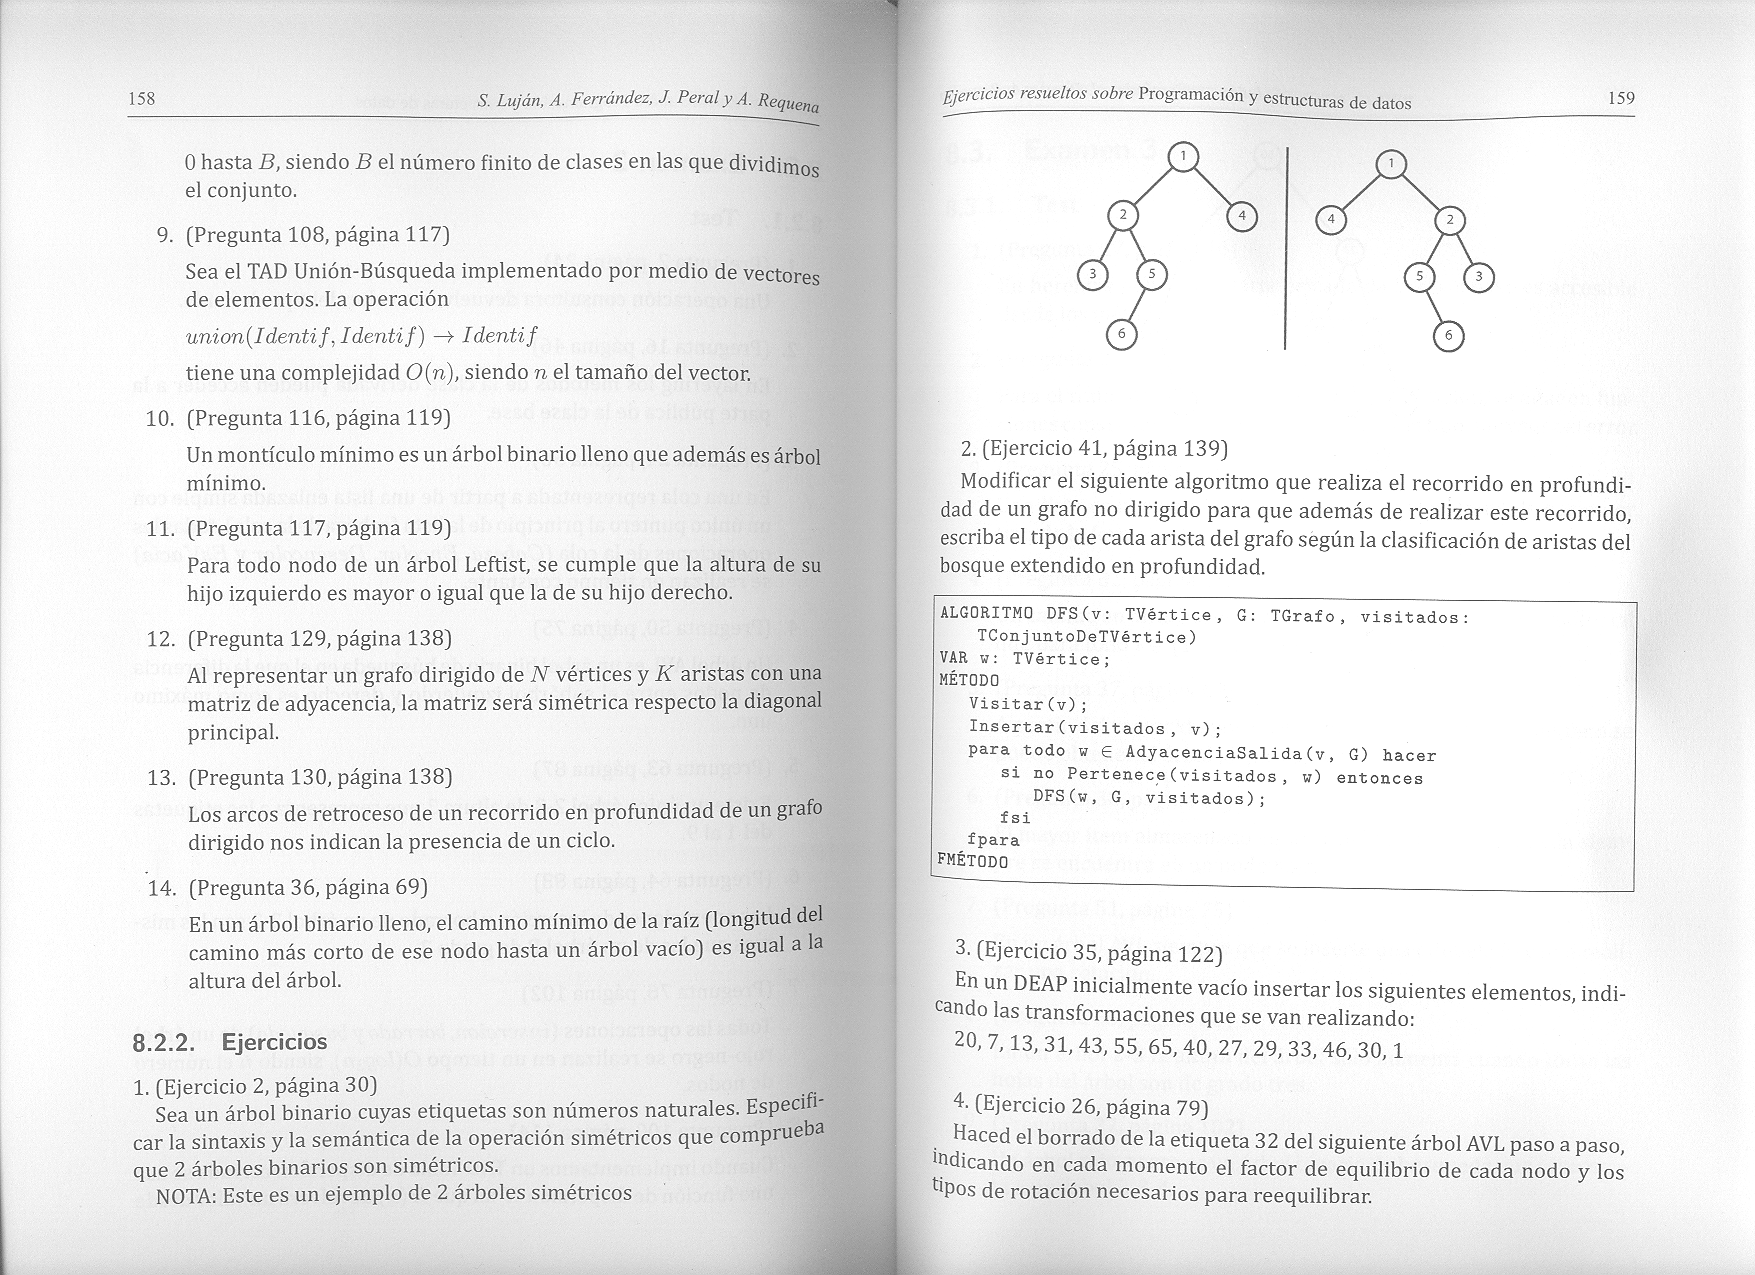 158
S. Luján, A. Ferrández, J. Peral y A. Requena
0 hasta B, siendo B el número finito de clases en las que dividimos
el conjunto.
9. (Pregunta 108, página 117)
Sea el TAD Unión-Búsqueda implementado por medio de vectores
de elementos. La operación
union(Identif, Identif) → Identif
tiene una complejidad O(n), siendo n el tamaño del vector.
10. (Pregunta 116, página 119)
Un montículo mínimo es un árbol binario lleno que además es árbol
mínimo.
11. (Pregunta 117, página 119)
Para todo nodo de un árbol Leftist, se cumple que la altura de su
hijo izquierdo es mayor o igual que la de su hijo derecho.
12. (Pregunta 129, página 138)
Al representar un grafo dirigido de N vértices y K aristas con una
matriz de adyacencia, la matriz será simétrica respecto la diagonal
principal.
13. (Pregunta 130, página 138)
Los arcos de retroceso de un recorrido en profundidad de un grafo
dirigido nos indican la presencia de un ciclo.
14. (Pregunta 36, página 69)
En un árbol binario lleno, el camino mínimo de la raíz (longitud del
camino más corto de ese nodo hasta un árbol vacío) es igual a la
altura del árbol.
8.2.2. Ejercicios
1. (Ejercicio 2, página 30)
Sea un árbol binario cuyas etiquetas son números naturales. Especifi-
car la sintaxis y la semántica de la operación simétricos que comprueba
que 2 árboles binarios son simétricos.
NOTA: Este es un ejemplo de 2 árboles simétricos
Ejercicios resueltos sobre Programación y estructuras de datos
159
1
2
4
3
5
6
1
4
2
5
3
6
2. (Ejercicio 41, página 139)
Modificar el siguiente algoritmo que realiza el recorrido en profundi-
dad de un grafo no dirigido para que además de realizar este recorrido,
escriba el tipo de cada arista del grafo según la clasificación de aristas del
bosque extendido en profundidad.
ALGORITMO DFS(v: TVértice, G: TGrafo, visitados:
TConjuntoDeTVértice)
VAR w: TVértice;
MÉTODO
Visitar(v);
Insertar(visitados, v);
para todo w ∈ AdyacenciaSalida(v, G) hacer
si no Pertenece(visitados, w) entonces
DFS(w, G, visitados);
fsi
fpara
FMÉTODO
3. (Ejercicio 35, página 122)
En un DEAP inicialmente vacío insertar los siguientes elementos, indi-
cando las transformaciones que se van realizando:
20, 7, 13, 31, 43, 55, 65, 40, 27, 29, 33, 46, 30, 1
4. (Ejercicio 26, página 79)
Haced el borrado de la etiqueta 32 del siguiente árbol AVL paso a paso,
indicando en cada momento el factor de equilibrio de cada nodo y los
tipos de rotación necesarios para reequilibrar.